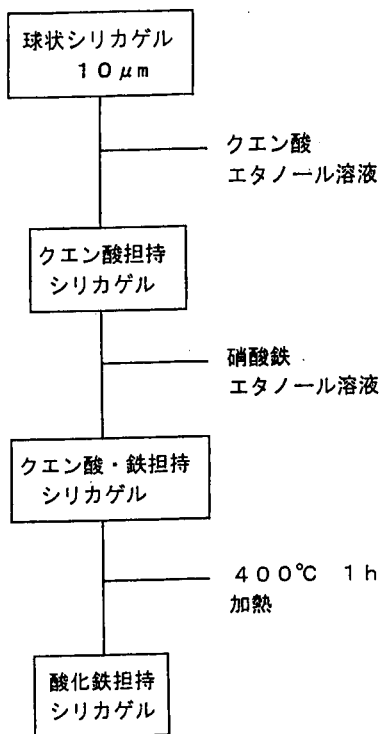 球状シリカゲル
１０μm
クエン酸
エタノール溶液
クエン酸担持
シリカゲル
硝酸鉄
エタノール溶液
クエン酸・鉄担持
シリカゲル
４００℃　１ｈ
加熱
酸化鉄担持
シリカゲル